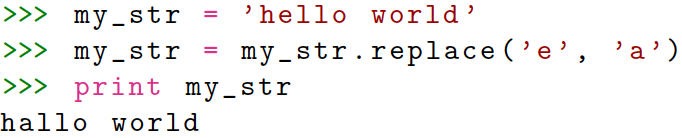 >>> my_str = ’hello world’
>>> my_str = my_str.replace(’e’, ’a’)
>>> print my_str
hallo world